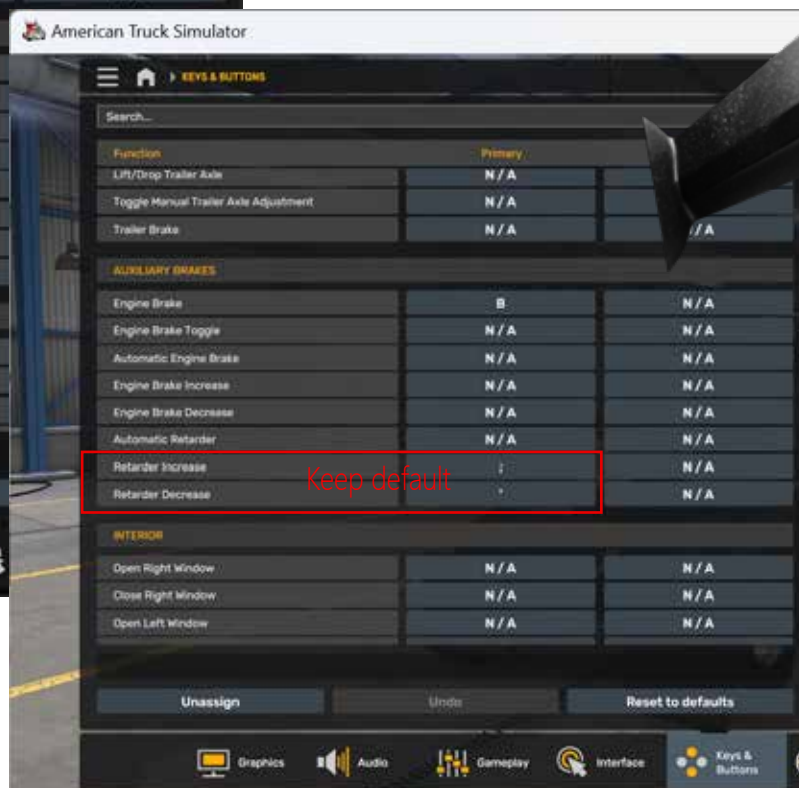 American Truck Simulator
KEYS & BUTTONS
Search...
Function Primary
Lift/Drop Trailer Axle N/A
Toggle Manual Trailer Axle Adjustment N/A
Trailer Brake N/A /A
AUXILIARY BRAKES
Engine Brake B N/A
Engine Brake Toggle N/A N/A
Automatic Engine Brake N/A N/A
Engine Brake Increase N/A N/A
Engine Brake Decrease N/A N/A
Automatic Retarder N/A N/A
Retarder Increase ; N/A
Keep default
Retarder Decrease ' N/A
INTERIOR
Open Right Window N/A N/A
Close Right Window N/A N/A
Open Left Window N/A N/A
Unassign Undo Reset to defaults
Graphics Audio Gameplay Interface Keys &
Buttons